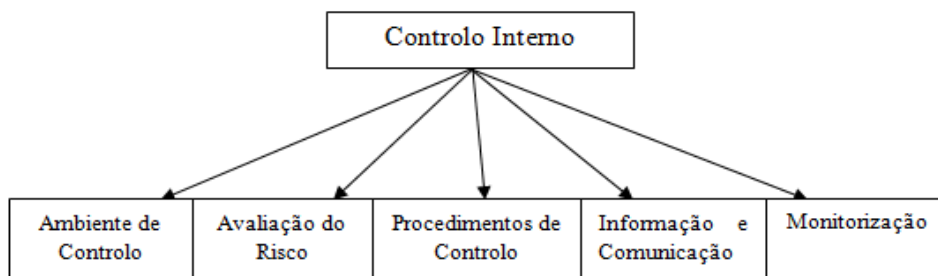 Controlo Interno
Ambiente de
Controlo
Avaliação do
Risco
Procedimentos de
Controlo
Informação e
Comunicação
Monitorização